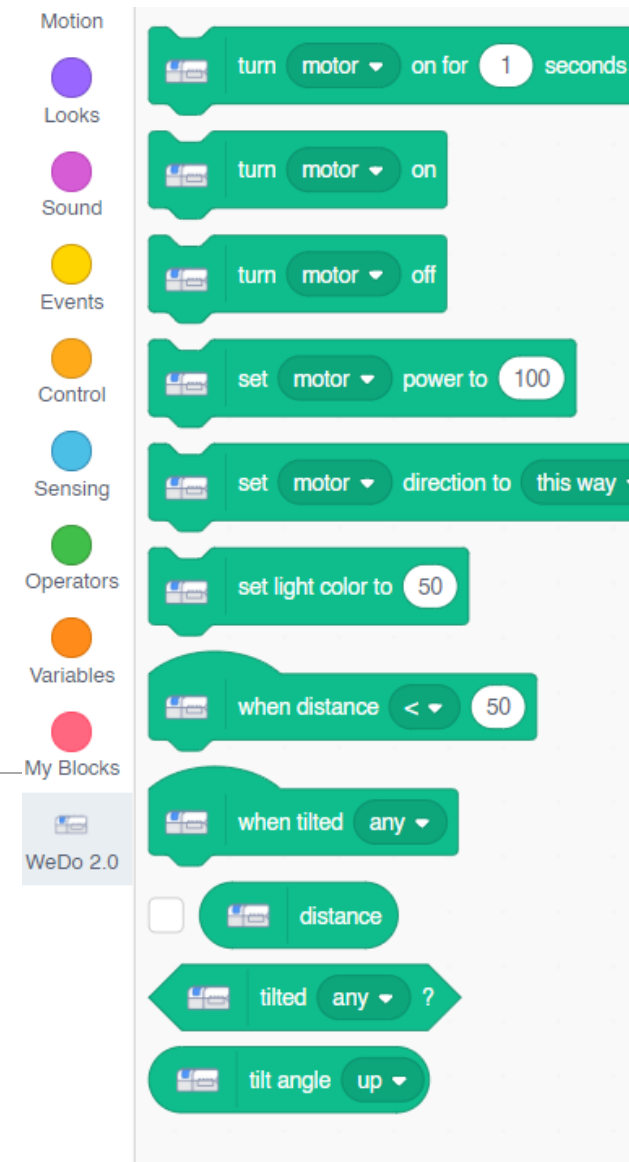 Motion
Looks
Sound
Events
Control
Sensing
Operators
Variables
My Blocks
WeDo 2.0
turn motor on for 1 seconds
turn motor on
turn motor off
set motor power to 100
set motor direction to this way
set light color to 50
when distance < 50
when tilted any
distance
tilted any ?
tilt angle up